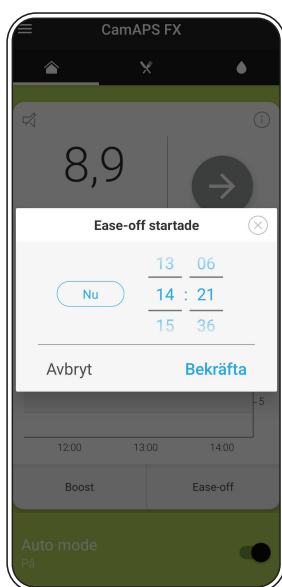 CamAPS FX
8,9
Ease-off startade
13 06
Nu 14 : 21
15 36
Avbryt Bekräfta
5
12:00 13:00 14:00
Boost Ease-off
Auto mode
På